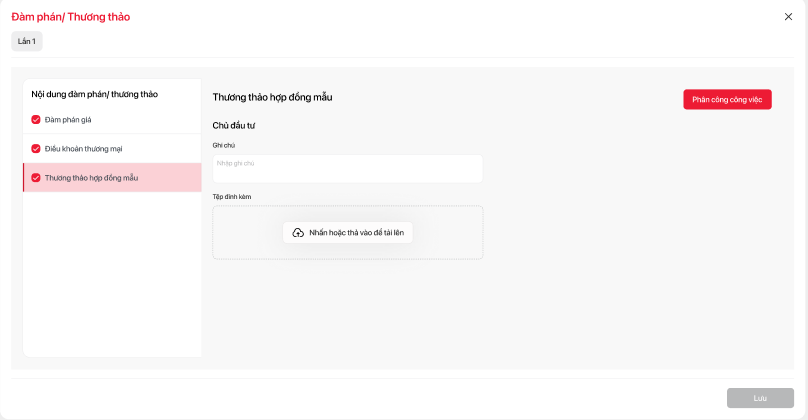 Đàm phán/ Thương thảo
Lần 1
Nội dung đàm phán/ thương thảo
Đàm phán giá
Điều khoản thương mại
Thương thảo hợp đồng mẫu
Thương thảo hợp đồng mẫu
Phân công công việc
Chủ đầu tư
Ghi chú
Nhập ghi chú
Tệp đính kèm
Nhấn hoặc thả vào để tải lên
Lưu